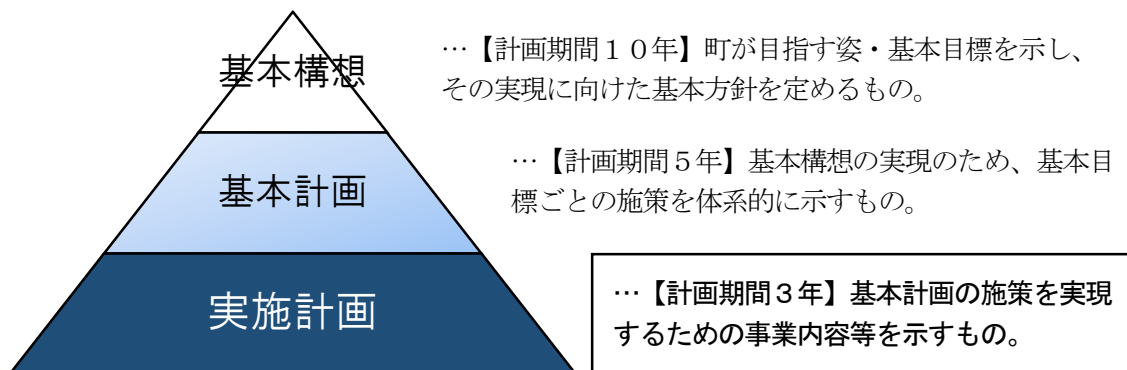 基本構想
…【計画期間１０年】町が目指す姿・基本目標を示し、
その実現に向けた基本方針を定めるもの。
基本計画
…【計画期間５年】基本構想の実現のため、基本目
標ごとの施策を体系的に示すもの。
実施計画
…【計画期間３年】基本計画の施策を実現
するための事業内容等を示すもの。